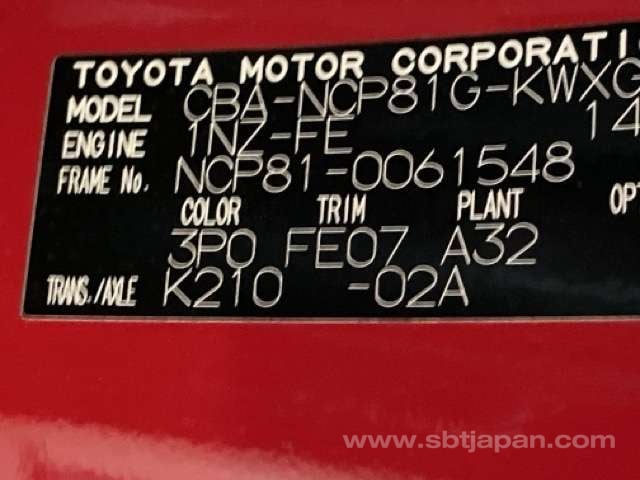 TOYOTA MOTOR CORPORATI
MODEL CBA-NCP81G-KWXG
ENGINE 1NZ-FE 14
FRAME No. NCP81-0061548
COLOR TRIM PLANT OPT
3P0 FE07 A32
TRANS./AXLE K210 -02A
www.sbtjapan.com